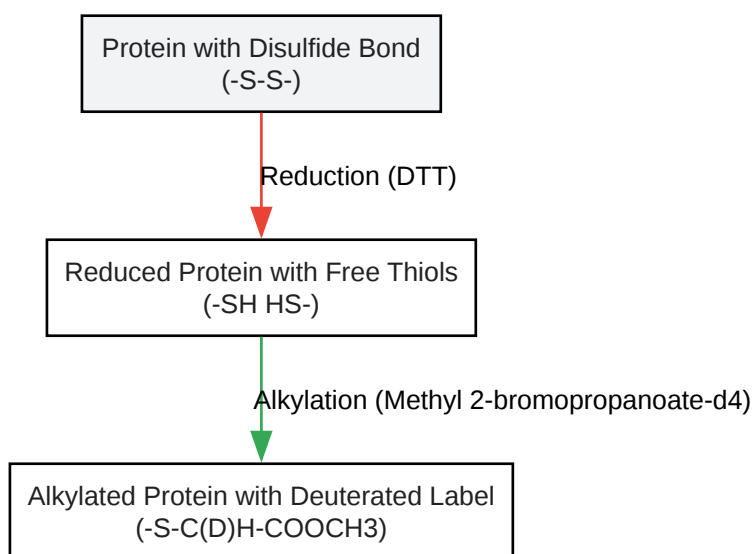 Protein with Disulfide Bond
(-S-S-)
Reduction (DTT)
Reduced Protein with Free Thiols
(-SH HS-)
Alkylation (Methyl 2-bromopropanoate-d4)
Alkylated Protein with Deuterated Label
(-S-C(D)H-COOCH3)